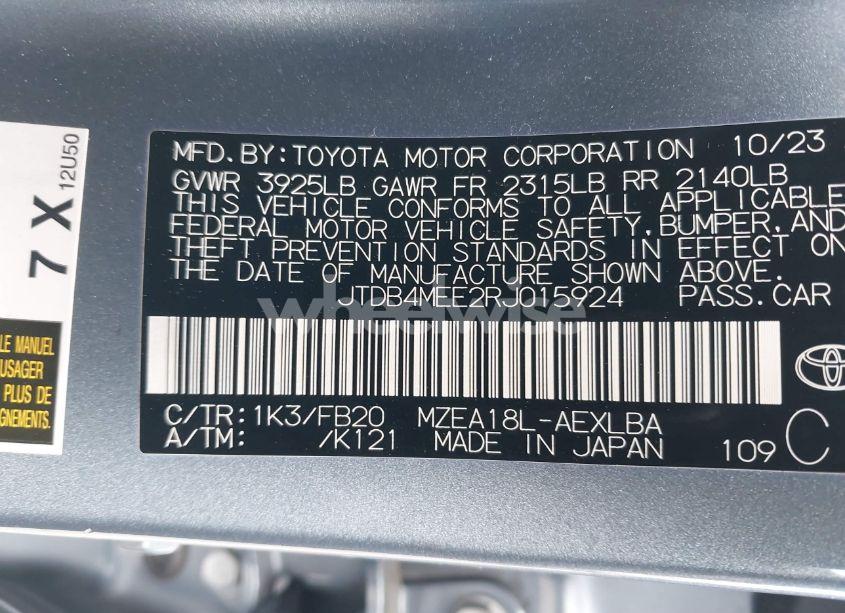 7 X
12U50
LE MANUEL
USAGER
PLUS DE
GNEMENTS.
MFD.BY:TOYOTA MOTOR CORPORATION 10/23
GVWR 3925LB GAWR FR 2315LB RR 2140LB
THIS VEHICLE CONFORMS TO ALL APPLICABLE
FEDERAL MOTOR VEHICLE SAFETY,BUMPER,AND
THEFT PREVENTION STANDARDS IN EFFECT ON
THE DATE OF MANUFACTURE SHOWN ABOVE.
JTDB4MEE2RJ015924 PASS.CAR
wheelwise
C/TR:1K3/FB20 MZEA18L-AEXLBA
A/TM: /K121 MADE IN JAPAN 109 C